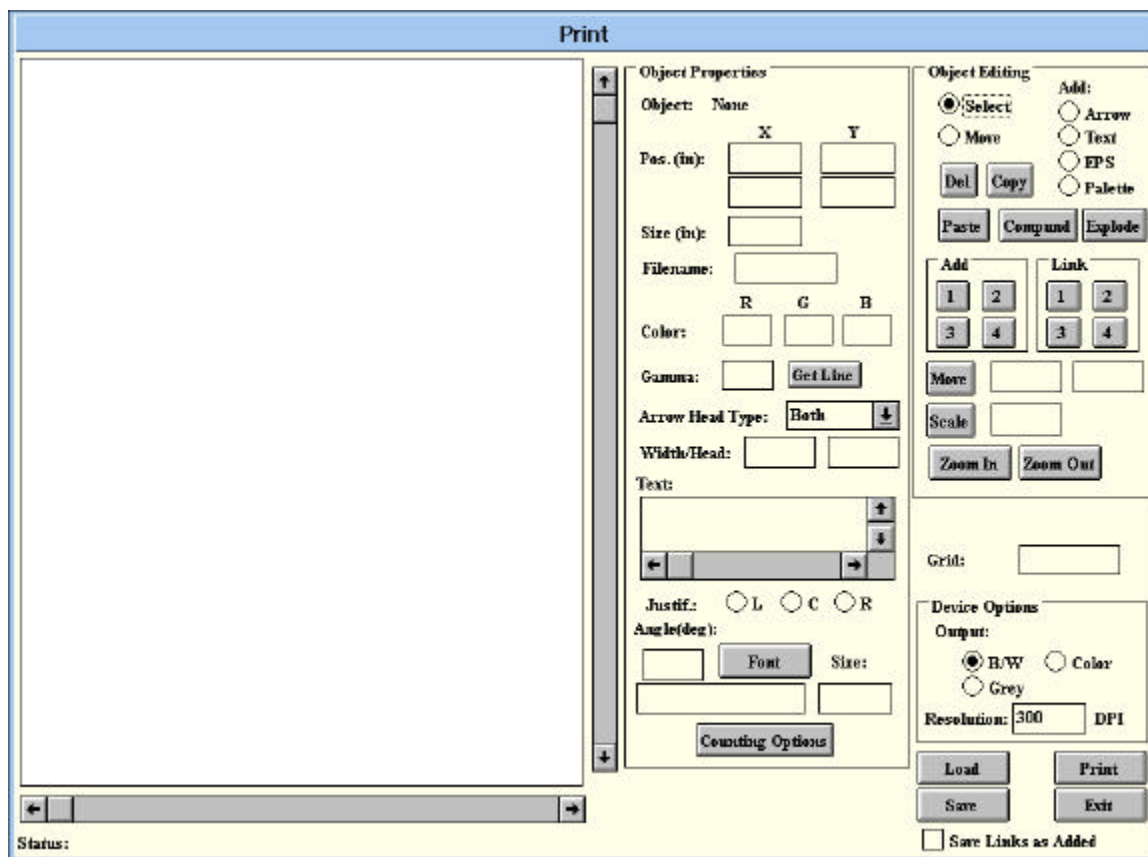 Print
Object Properties
Object: None
X Y
Pos. (in):
Size (in):
Filename:
R G B
Color:
Gamma: Get Line
Arrow Head Type: Both
Width/Head:
Text:
Justif.: L C R
Angle(deg):
Font Size:
Counting Options
Object Editing
Select
Move
Add:
Arrow
Text
EPS
Palette
Del Copy
Paste Compund Explode
Add
1 2
3 4
Link
1 2
3 4
Move
Scale
Zoom In Zoom Out
Grid:
Device Options
Output:
B/W Color
Grey
Resolution: 300 DPI
Load Print
Save Exit
Save Links as Added
Status: